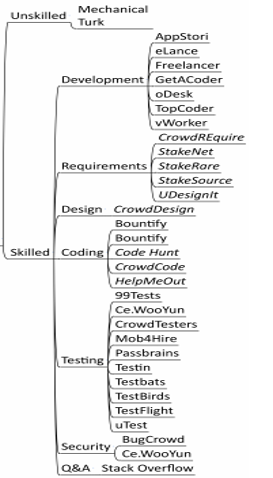 Unskilled
Mechanical
Turk
Skilled
Development
AppStori
eLance
Freelancer
GetACoder
oDesk
TopCoder
vWorker
Requirements
CrowdREquire
StakeNet
StakeRare
StakeSource
UDesignIt
Design
CrowdDesign
Coding
Bountify
Bountify
Code Hunt
CrowdCode
HelpMeOut
Testing
99Tests
Ce.WooYun
CrowdTesters
Mob4Hire
Passbrains
Testin
Testbats
TestBirds
TestFlight
uTest
Security
BugCrowd
Ce.WooYun
Q&A
Stack Overflow